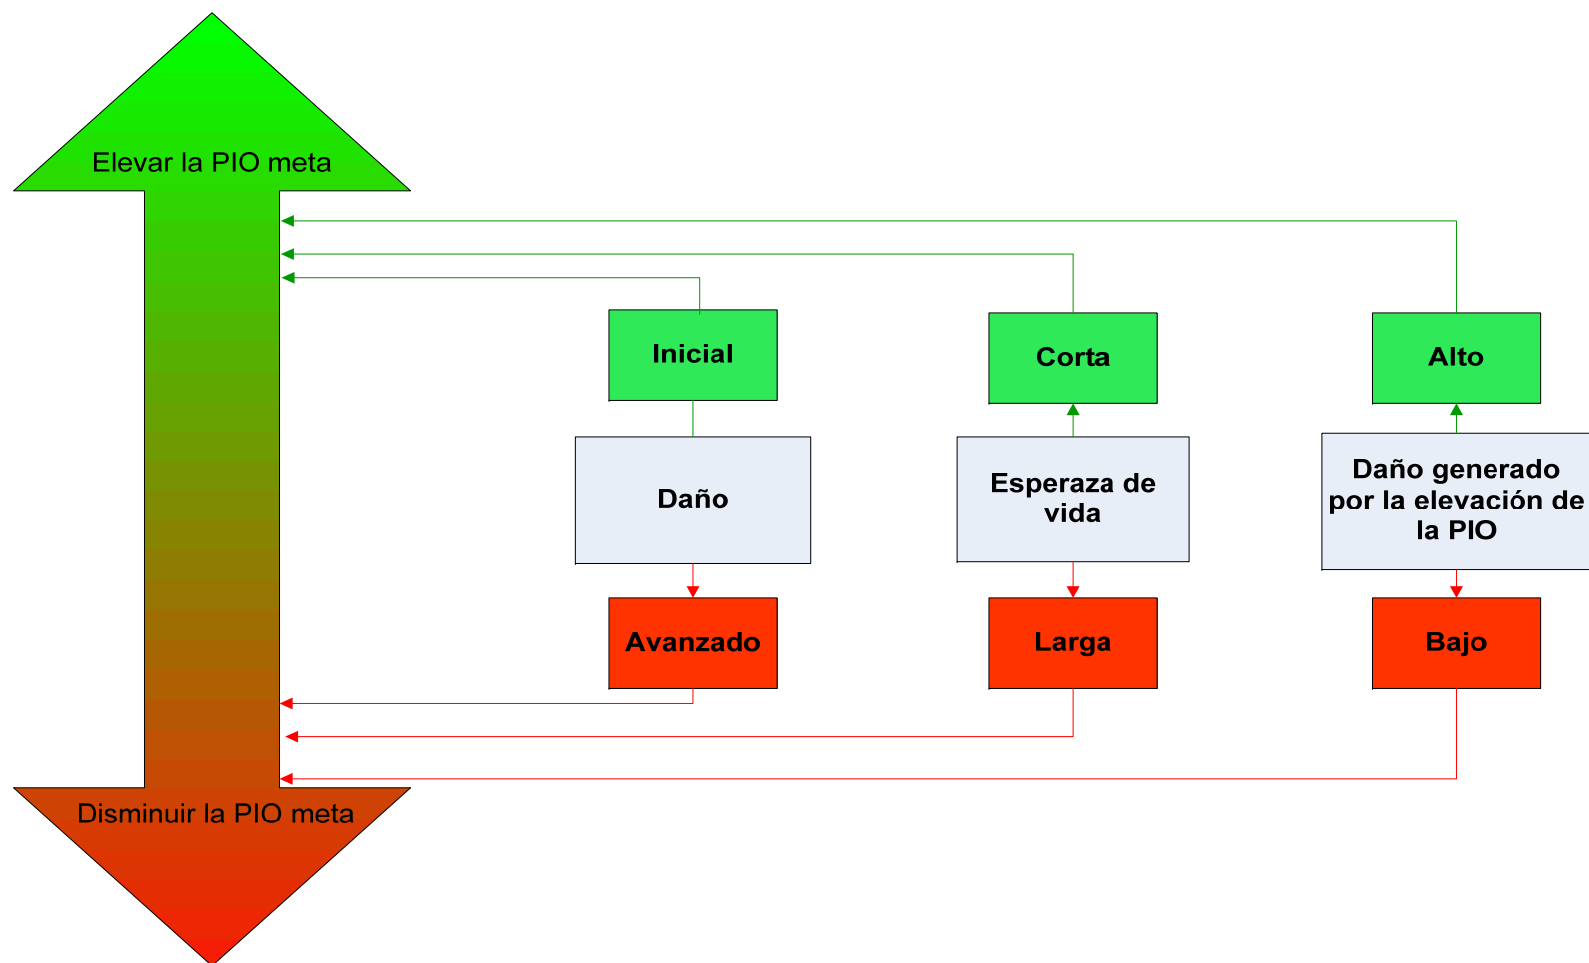 Elevar la PIO meta
Inicial
Corta
Alto
Daño
Esperaza de
vida
Daño generado
por la elevación de
la PIO
Avanzado
Larga
Bajo
Disminuir la PIO meta